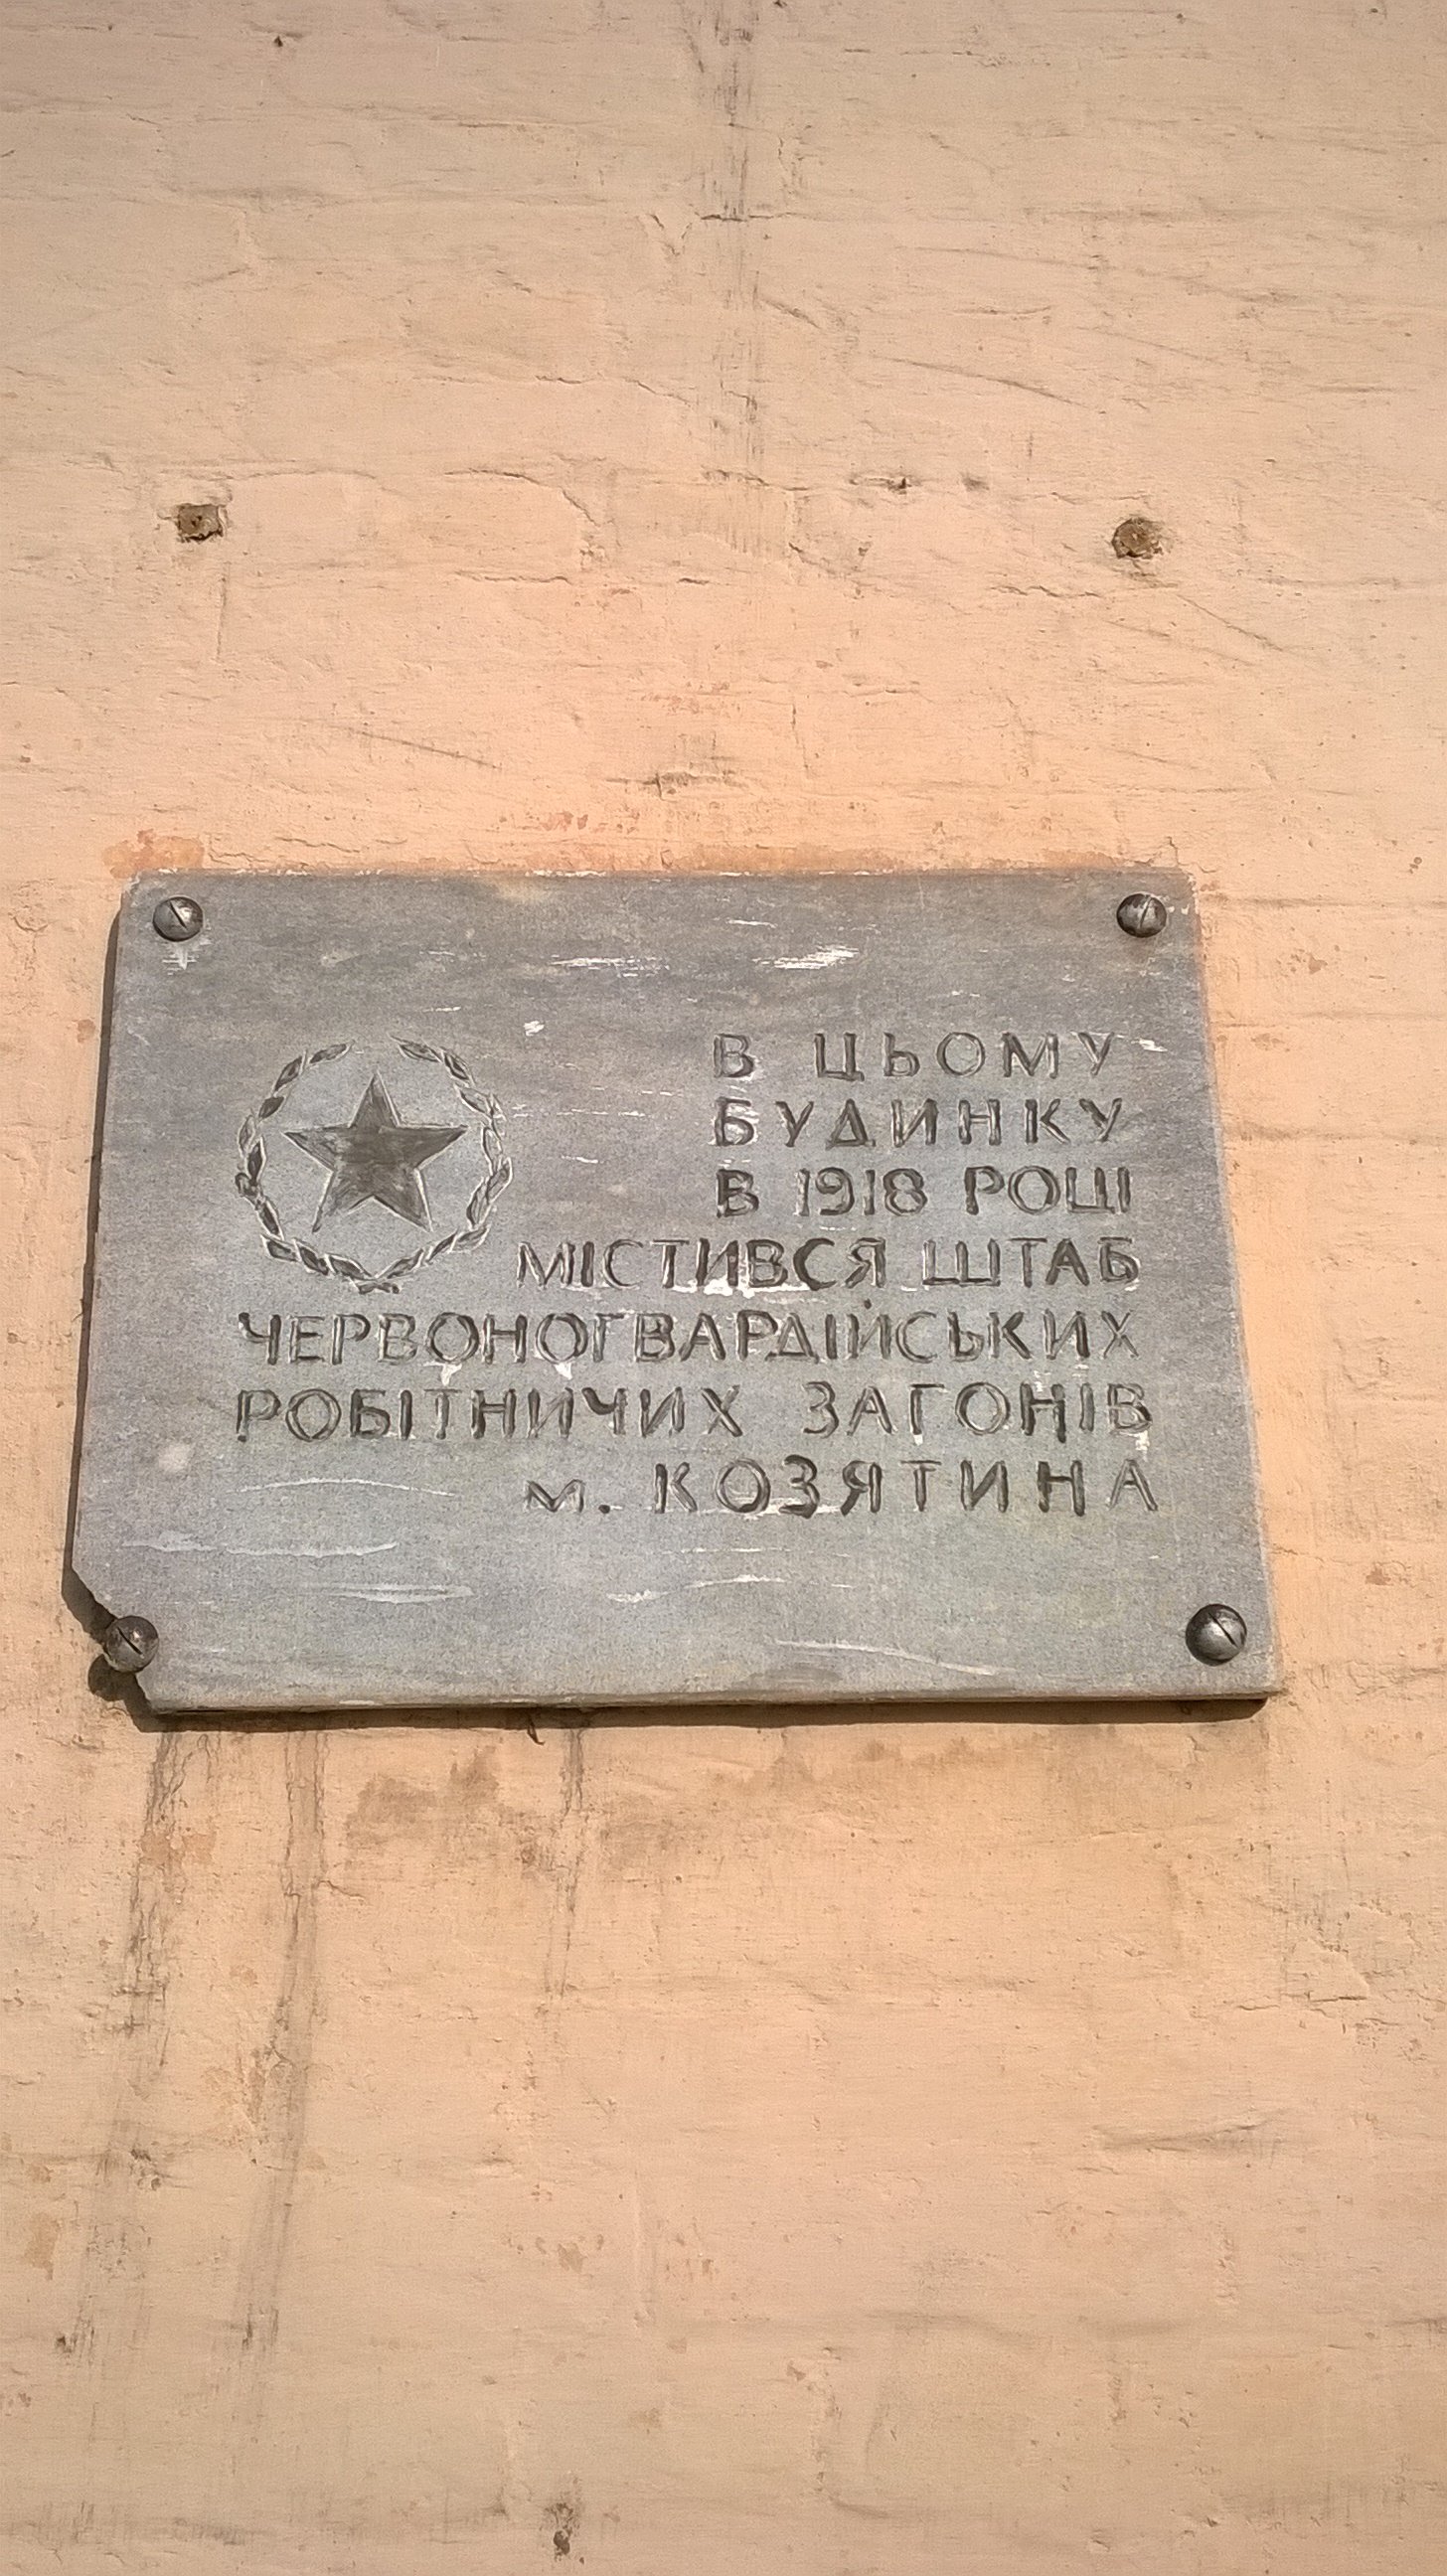 В ЦЬОМУ
БУДИНКУ
В 1918 РОЦІ
МІСТИВСЯ ШТАБ
ЧЕРВОНОГВАРДІЙСЬКИХ
РОБІТНИЧИХ ЗАГОНІВ
м. КОЗЯТИНА